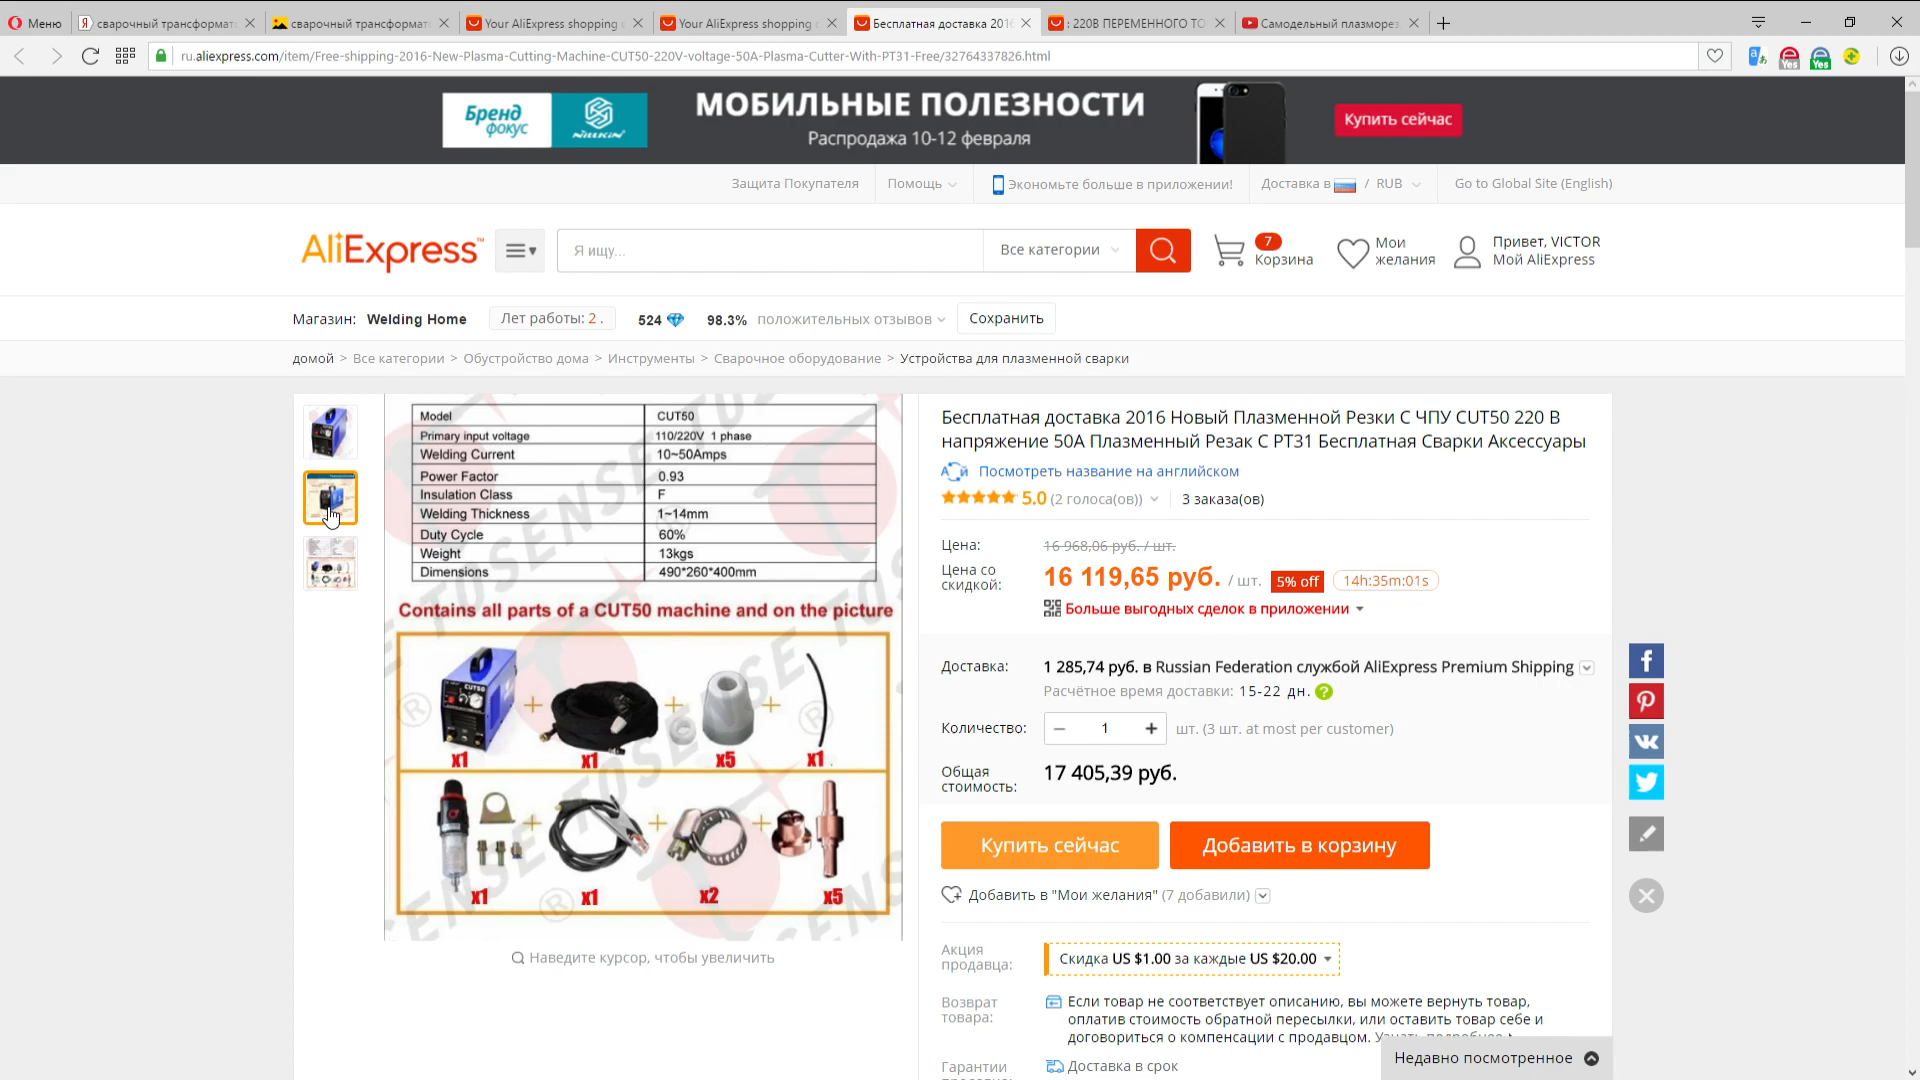 Меню
сварочный трансформат
сварочный трансформат
Your AliExpress shopping
Your AliExpress shopping
Бесплатная доставка 201
: 220В ПЕРЕМЕННОГО ТО
Самодельный плазморез
ru.aliexpress.com/item/Free-shipping-2016-New-Plasma-Cutting-Machine-CUT50-220V-voltage-50A-Plasma-Cutter-With-PT31-Free/32764337826.html
Yes
Yes
Бренд фокус
NILLKIN
МОБИЛЬНЫЕ ПОЛЕЗНОСТИ
Распродажа 10-12 февраля
Купить сейчас
Защита Покупателя
Помощь
Экономьте больше в приложении!
Доставка в / RUB
Go to Global Site (English)
AliExpress™
Я ищу...
Все категории
7
Корзина
Мои желания
Привет, VICTOR
Мой AliExpress
Магазин: Welding Home
Лет работы: 2 .
524
98.3% положительных отзывов
Сохранить
домой > Все категории > Обустройство дома > Инструменты > Сварочное оборудование > Устройства для плазменной сварки
Model CUT50
Primary input voltage 110/220V 1 phase
Welding Current 10~50Amps
Power Factor 0.93
Insulation Class F
Welding Thickness 1~14mm
Duty Cycle 60%
Weight 13kgs
Dimensions 490*260*400mm
Contains all parts of a CUT50 machine and on the picture
CUT50
x1 x1 x5 x1
x1 x1 x2 x5
TOSENSE TOSENSE
Наведите курсор, чтобы увеличить
Бесплатная доставка 2016 Новый Плазменной Резки С ЧПУ CUT50 220 В
напряжение 50А Плазменный Резак С PT31 Бесплатная Сварки Аксессуары
Посмотреть название на английском
5.0 (2 голоса(ов))
3 заказа(ов)
Цена: 16 968,06 руб. / шт.
Цена со скидкой: 16 119,65 руб. / шт. 5% off 14h:35m:01s
Больше выгодных сделок в приложении
Доставка: 1 285,74 руб. в Russian Federation службой AliExpress Premium Shipping
Расчётное время доставки: 15-22 дн.
Количество: 1 шт. (3 шт. at most per customer)
Общая стоимость: 17 405,39 руб.
Купить сейчас
Добавить в корзину
Добавить в "Мои желания" (7 добавили)
Акция продавца: Скидка US $1.00 за каждые US $20.00
Возврат товара: Если товар не соответствует описанию, вы можете вернуть товар,
оплатив стоимость обратной пересылки, или оставить товар себе и
договориться о компенсации с продавцом.
Гарантии
Доставка в срок
Недавно посмотренное